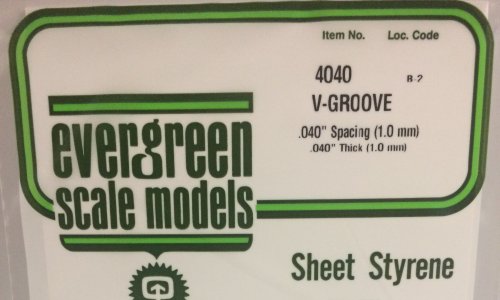 Item No. Loc. Code
4040 B-2
V-GROOVE
.040" Spacing (1.0 mm)
.040" Thick (1.0 mm)
evergreen
scale models
Sheet Styrene